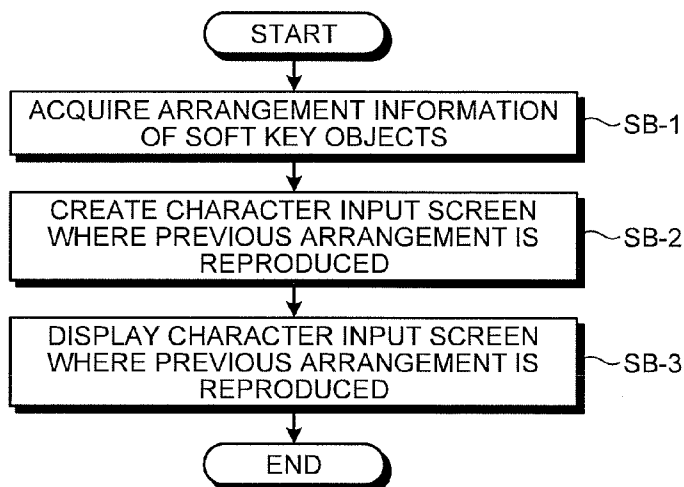 START
ACQUIRE ARRANGEMENT INFORMATION
OF SOFT KEY OBJECTS
SB-1
CREATE CHARACTER INPUT SCREEN
WHERE PREVIOUS ARRANGEMENT IS
REPRODUCED
SB-2
DISPLAY CHARACTER INPUT SCREEN
WHERE PREVIOUS ARRANGEMENT IS
REPRODUCED
SB-3
END